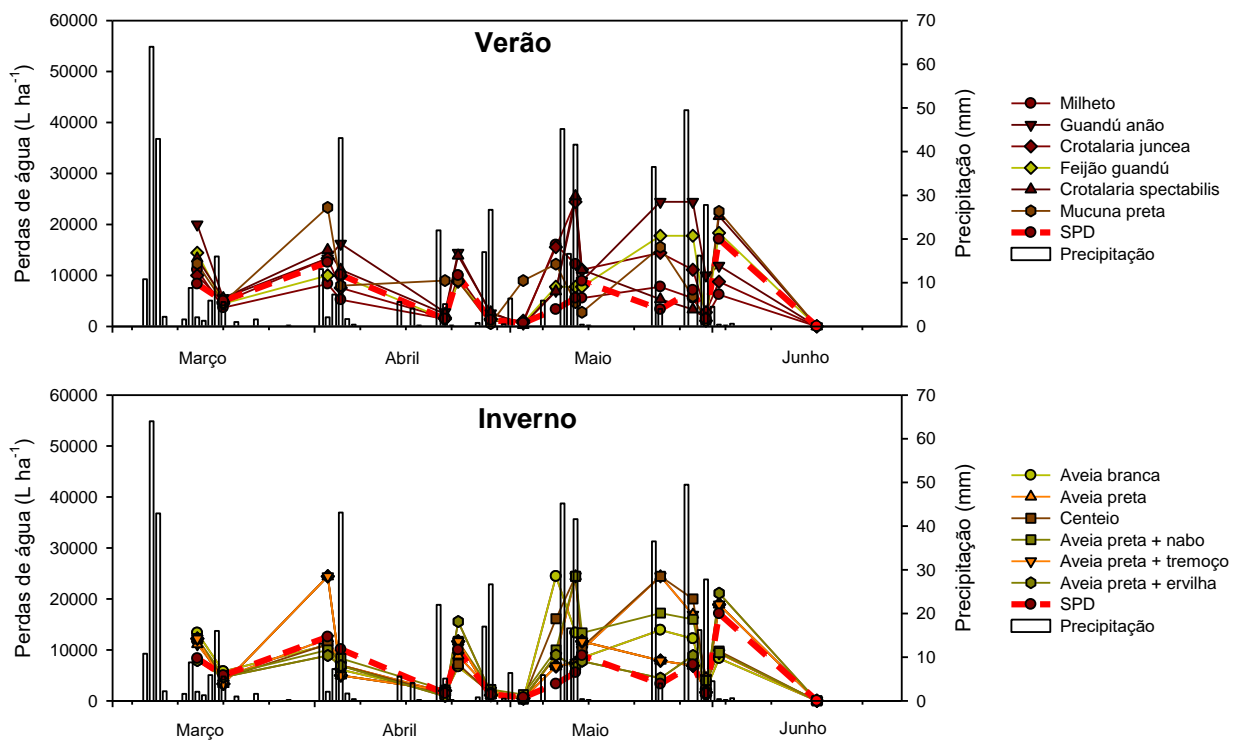 Verão
Perdas de água (L ha⁻¹)
60000
50000
40000
30000
20000
10000
0
70
60
50
40
30
20
10
0
Precipitação (mm)
Março
Abril
Maio
Junho
Milheto
Guandú anão
Crotalaria juncea
Feijão guandú
Crotalaria spectabilis
Mucuna preta
SPD
Precipitação
Inverno
Perdas de água (L ha⁻¹)
60000
50000
40000
30000
20000
10000
0
70
60
50
40
30
20
10
0
Precipitação (mm)
Março
Abril
Maio
Junho
Aveia branca
Aveia preta
Centeio
Aveia preta + nabo
Aveia preta + tremoço
Aveia preta + ervilha
SPD
Precipitação